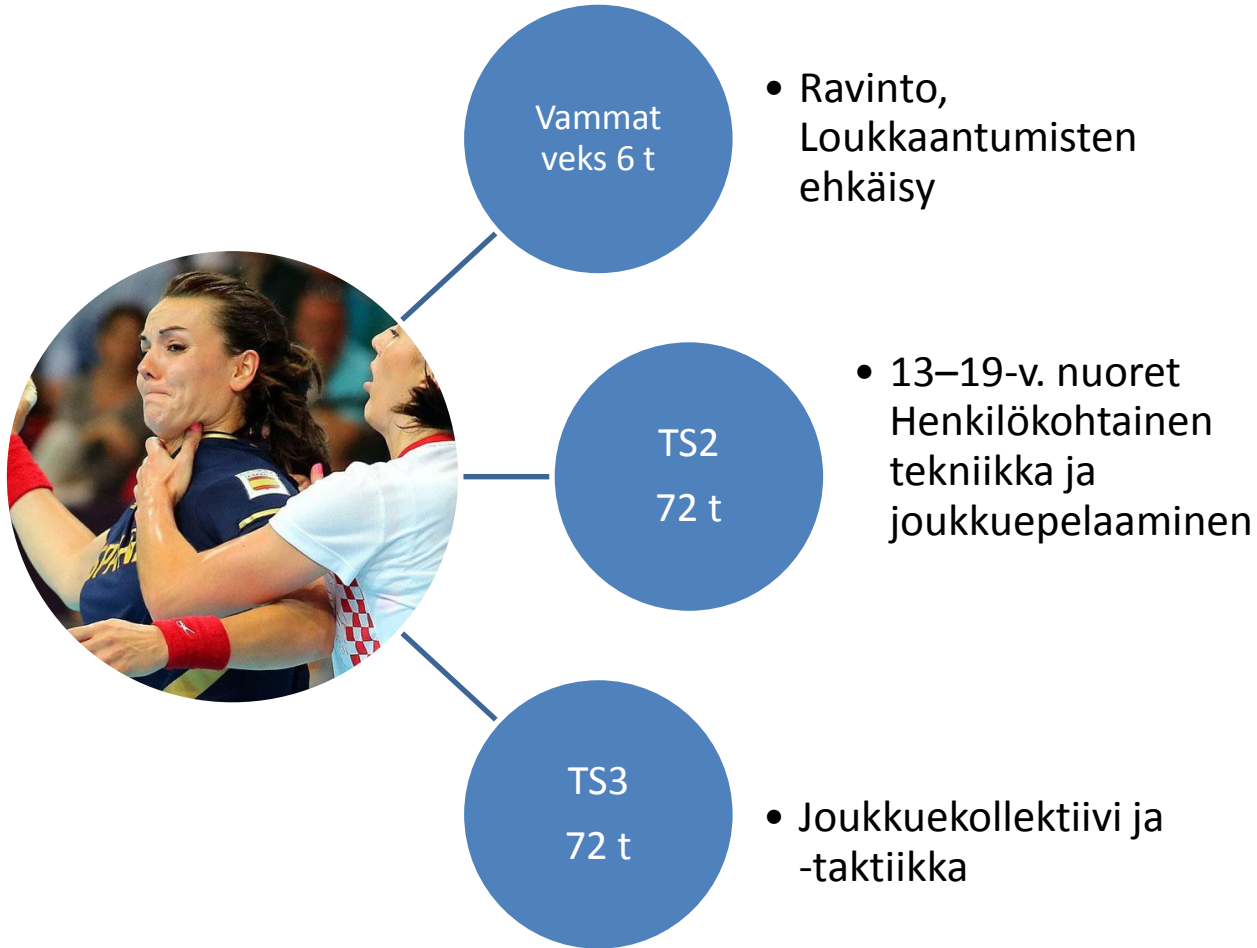 Vammat
veks 6 t
• Ravinto,
Loukkaantumisten
ehkäisy
TS2
72 t
• 13–19-v. nuoret
Henkilökohtainen
tekniikka ja
joukkuepelaaminen
TS3
72 t
• Joukkuekollektiivi ja
-taktiikka